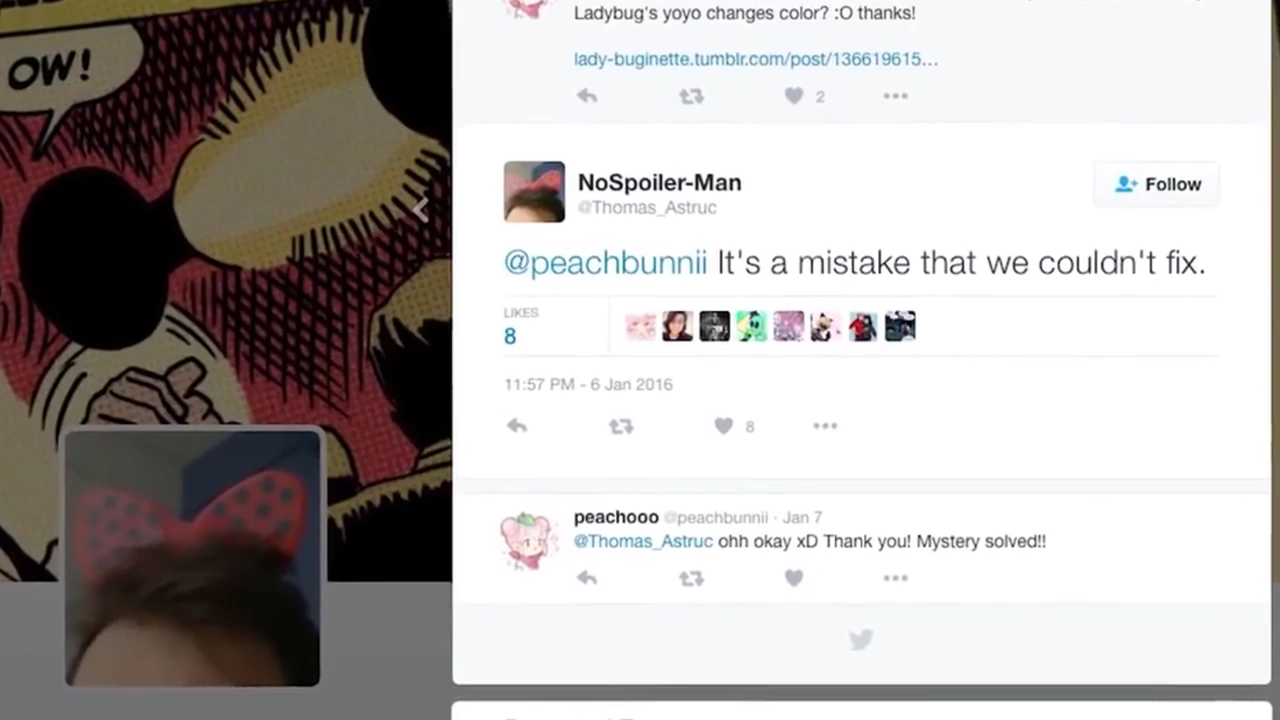 OW!
Ladybug's yoyo changes color? :O thanks!
lady-buginette.tumblr.com/post/136619615…
2
NoSpoiler-Man
@Thomas_Astruc
Follow
@peachbunnii It's a mistake that we couldn't fix.
LIKES
8
11:57 PM - 6 Jan 2016
8
peachooo @peachbunnii · Jan 7
@Thomas_Astruc ohh okay xD Thank you! Mystery solved!!